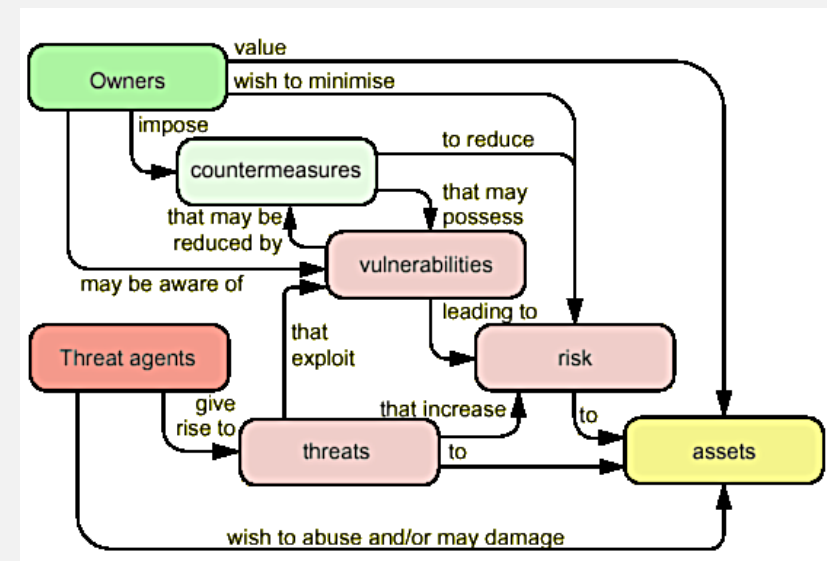 value
Owners
wish to minimise
impose
to reduce
countermeasures
that may
possess
that may be
reduced by
vulnerabilities
may be aware of
leading to
that
exploit
Threat agents
risk
give
rise to
that increase
to
threats
to
assets
wish to abuse and/or may damage